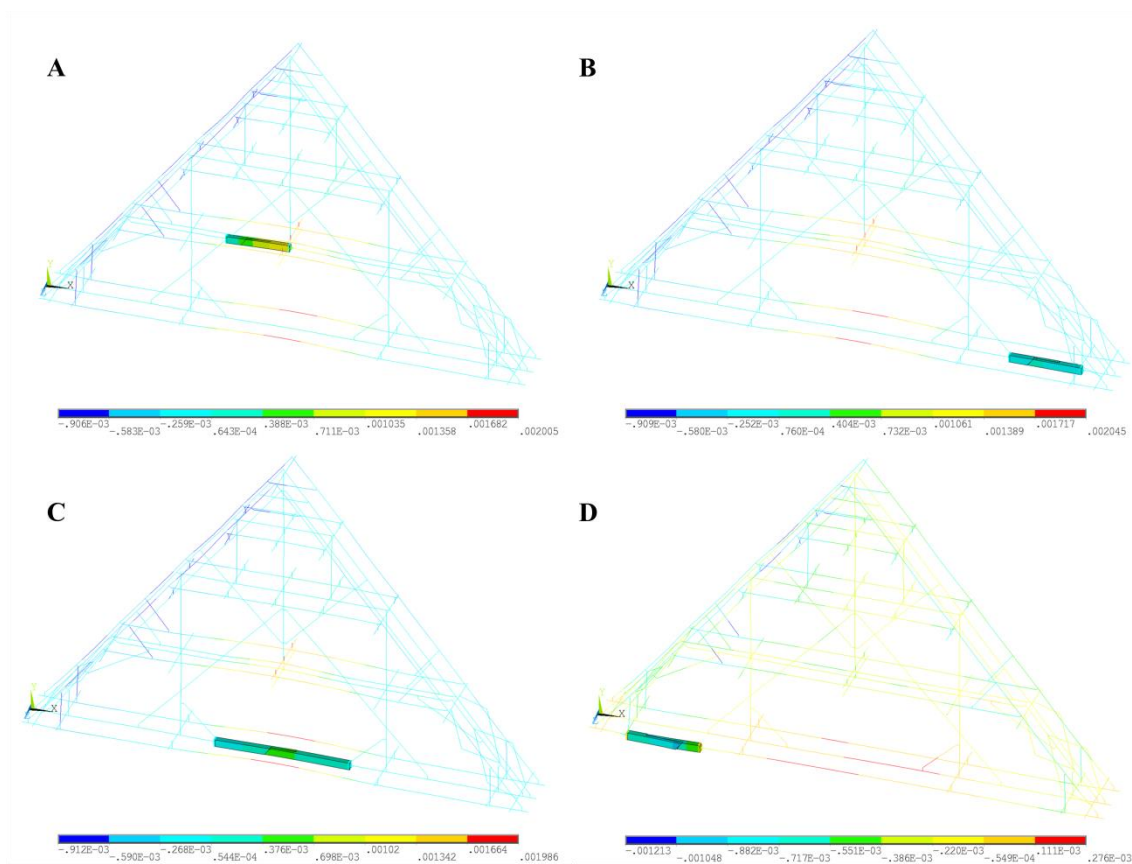 A
B
Y
X
Z
Y
X
Z
-.906E-03 -.259E-03 .388E-03 .001035 .001682
-.583E-03 .643E-04 .711E-03 .001358 .002005
-.909E-03 -.252E-03 .404E-03 .001061 .001717
-.580E-03 .760E-04 .732E-03 .001389 .002045
C
D
Y
X
Z
Y
X
Z
-.912E-03 -.268E-03 .376E-03 .00102 .001664
-.590E-03 .544E-04 .698E-03 .001342 .001986
-.001213 -.882E-03 -.551E-03 -.220E-03 .111E-03
-.001048 -.717E-03 -.386E-03 -.549E-04 .276E-03